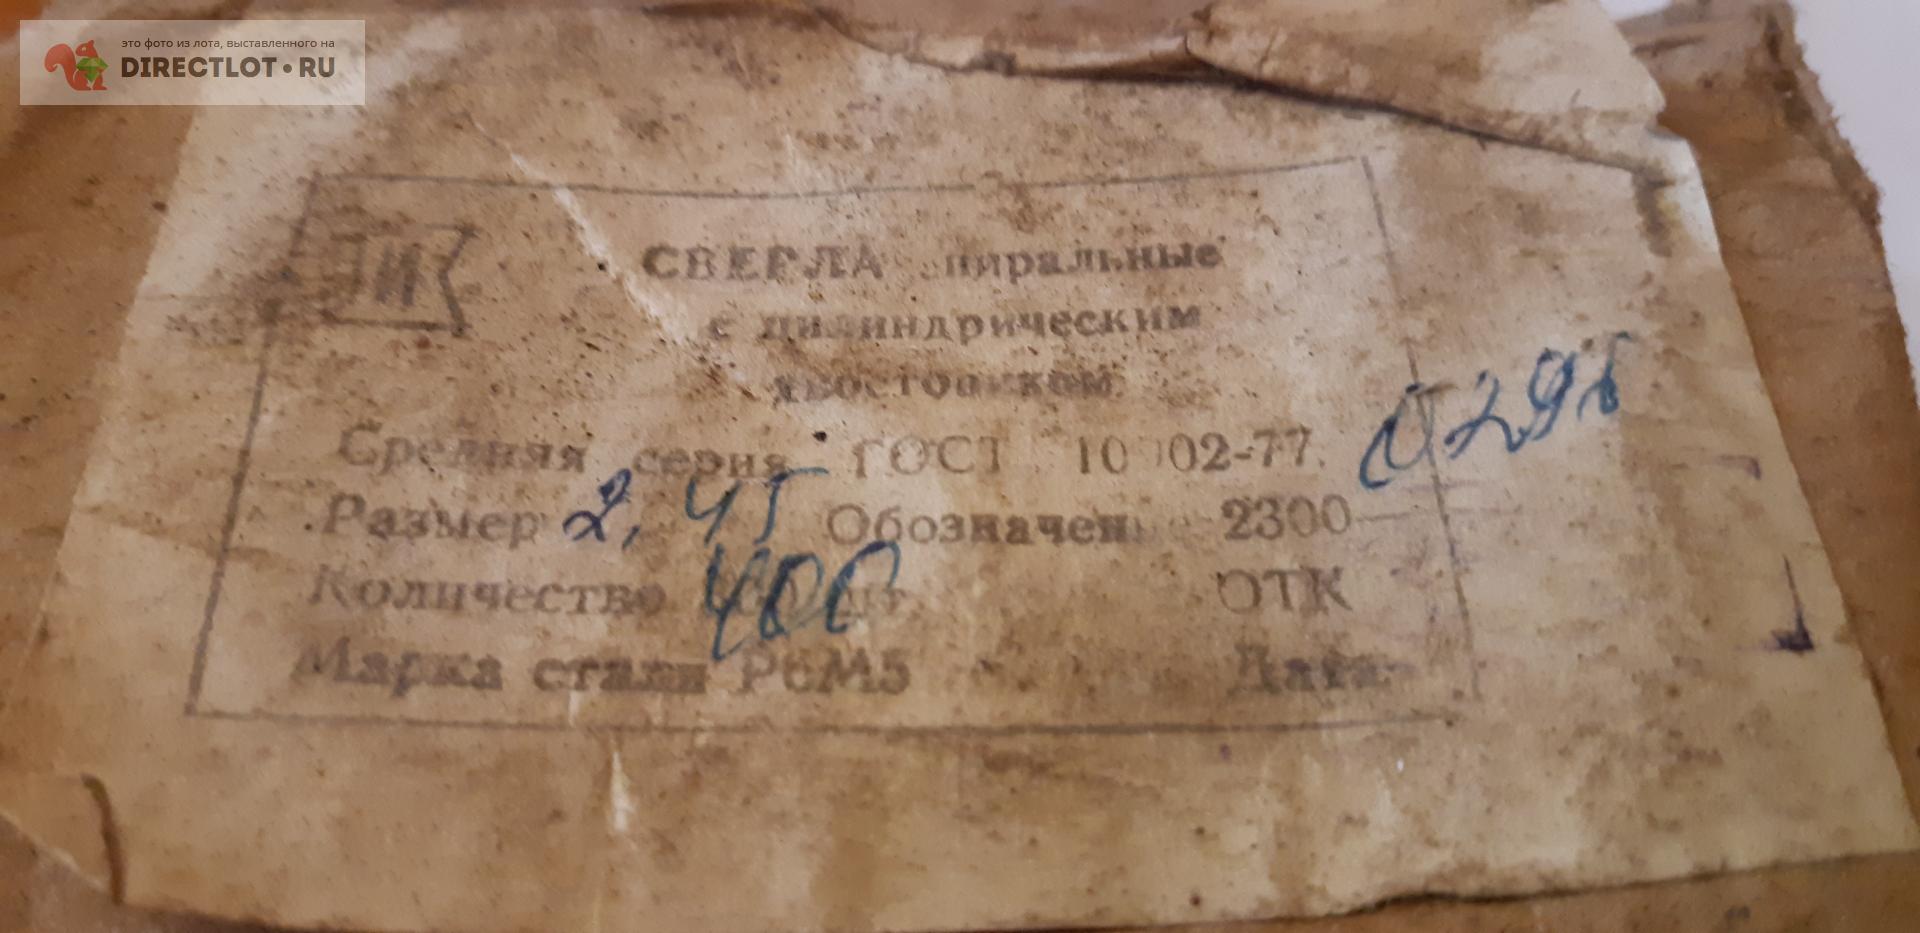 это фото из лота, выставленного на
DIRECTLOT•RU
И
СВЕРЛА спиральные
с цилиндрическим
хвостовиком
Средняя серия ГОСТ 10902-77.
Размер 2,45 Обозначение 2300-
Количество 400 шт. ОТК
Марка стали Р6М5 Дата